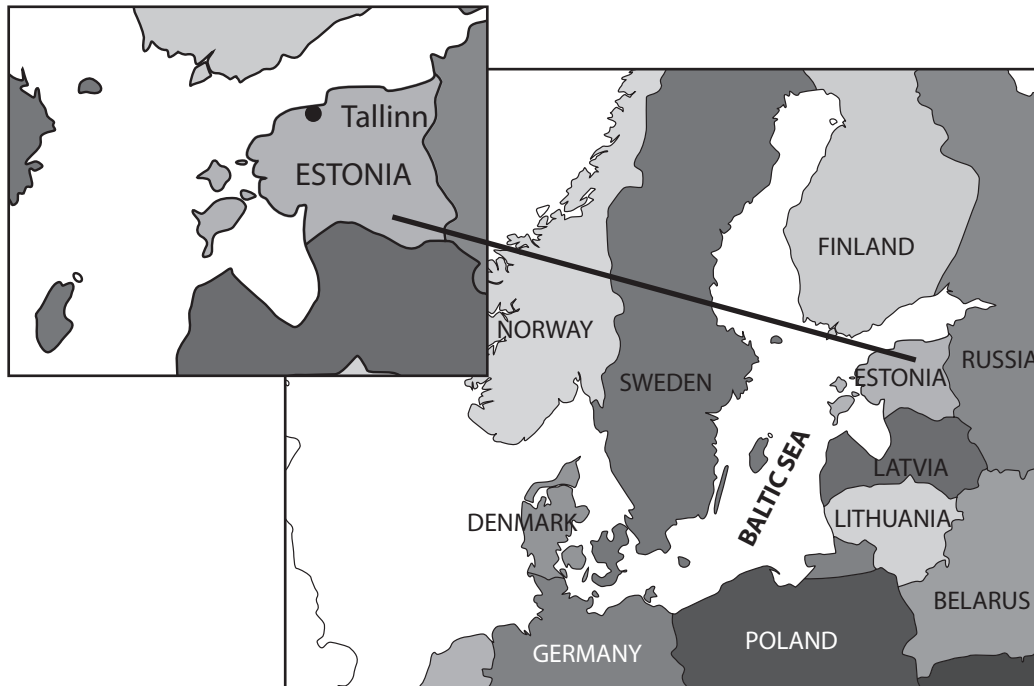 Tallinn
ESTONIA
FINLAND
NORWAY
RUSSIA
SWEDEN
ESTONIA
BALTIC SEA
LATVIA
DENMARK
LITHUANIA
BELARUS
GERMANY
POLAND